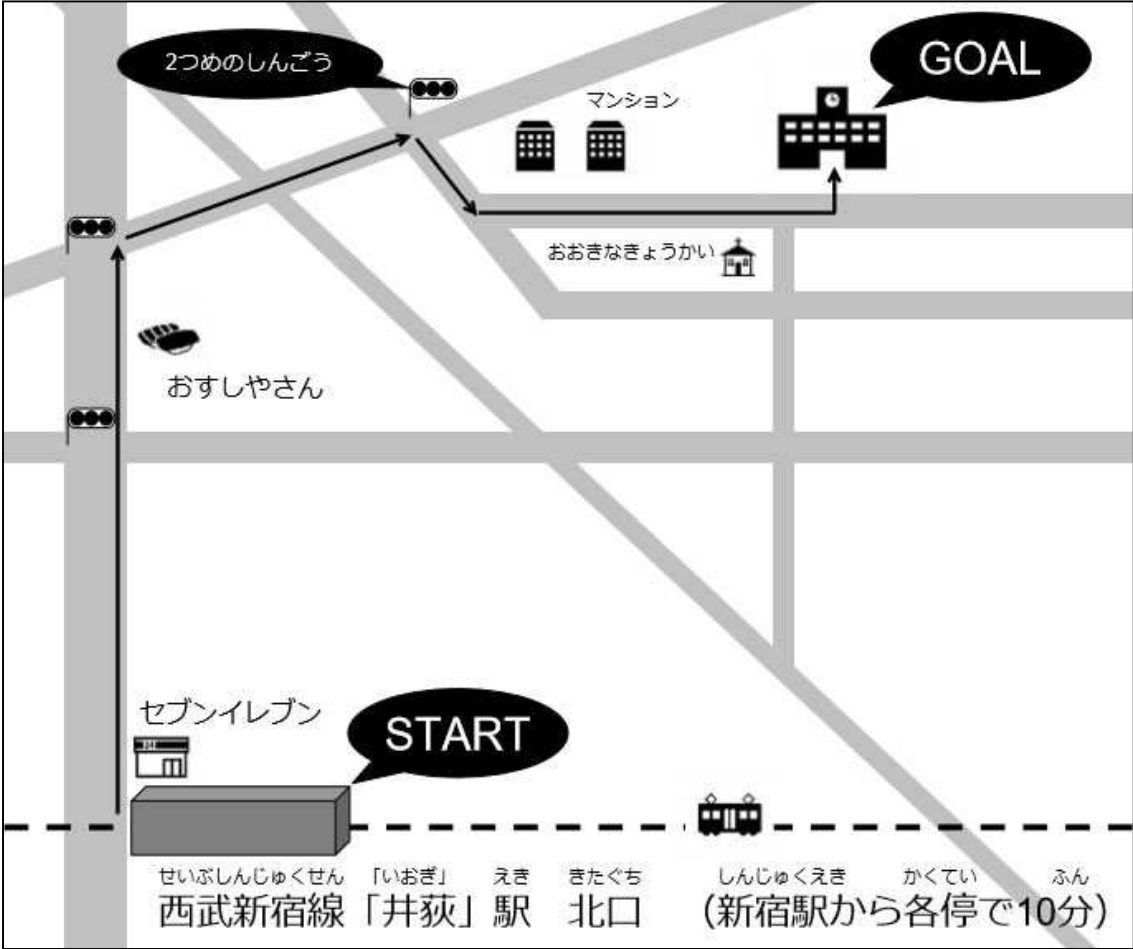 2つめのしんごう
GOAL
マンション
おおきなきょうかい
おすしやさん
セブンイレブン
START
せいぶしんじゅくせん 「いおぎ」 えき きたぐち しんじゅくえき かくてい ふん
西武新宿線「井荻」駅 北口 (新宿駅から各停で10分)